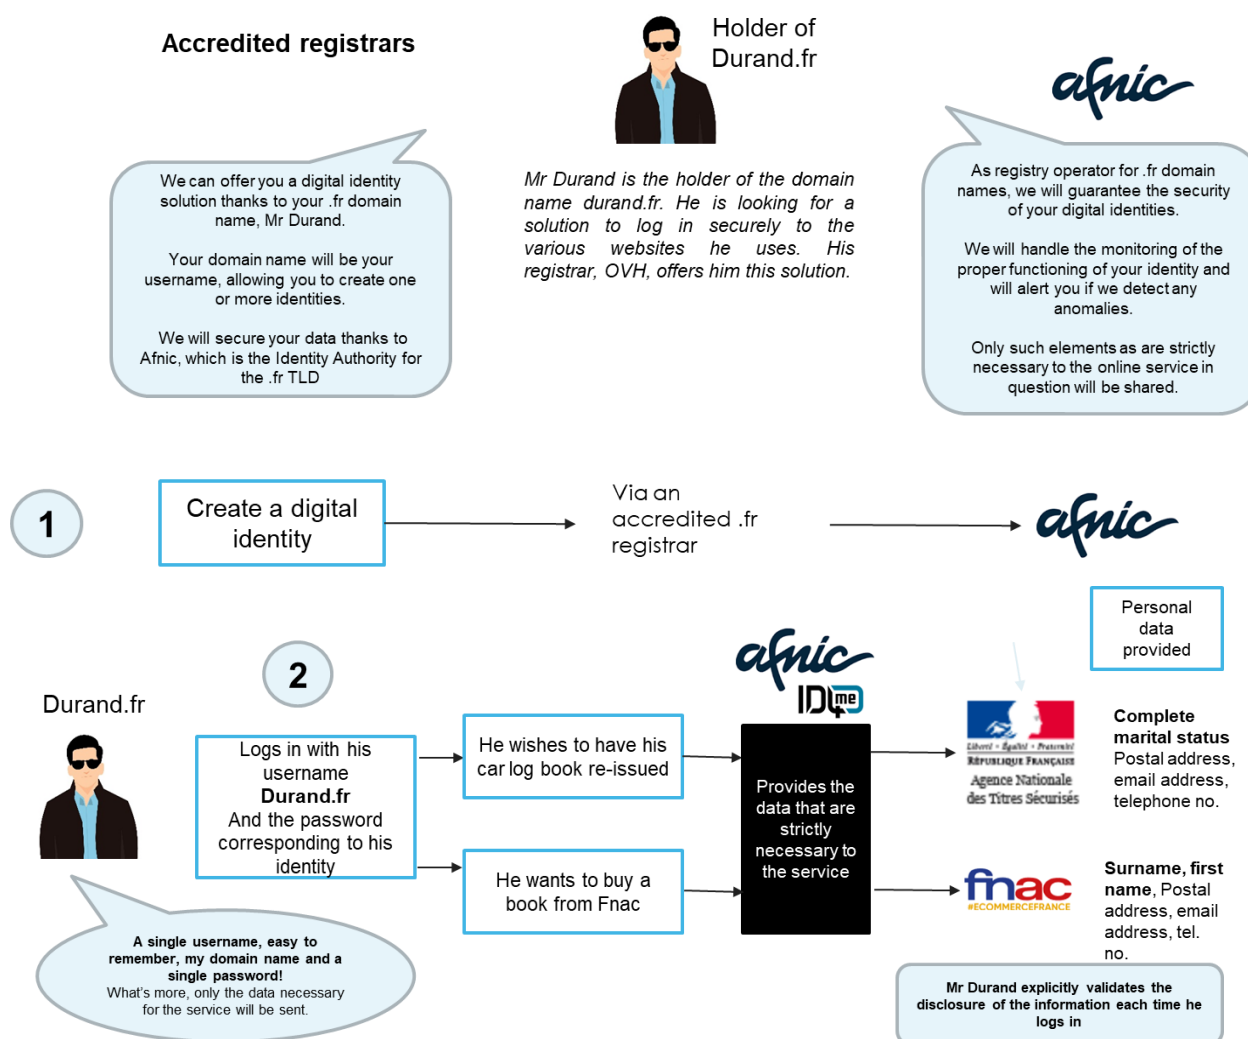 Accredited registrars
Holder of
Durand.fr
afnic
We can offer you a digital identity
solution thanks to your .fr domain
name, Mr Durand.
Your domain name will be your
username, allowing you to create one
or more identities.
We will secure your data thanks to
Afnic, which is the Identity Authority for
the .fr TLD
Mr Durand is the holder of the domain
name durand.fr. He is looking for a
solution to log in securely to the
various websites he uses. His
registrar, OVH, offers him this solution.
As registry operator for .fr domain
names, we will guarantee the security
of your digital identities.
We will handle the monitoring of the
proper functioning of your identity and
will alert you if we detect any
anomalies.
Only such elements as are strictly
necessary to the online service in
question will be shared.
1
Create a digital
identity
Via an
accredited .fr
registrar
afnic
Personal
data
provided
2
Durand.fr
Logs in with his
username
Durand.fr
And the password
corresponding to his
identity
He wishes to have his
car log book re-issued
He wants to buy a
book from Fnac
afnic
ID4me
Provides the
data that are
strictly
necessary to
the service
Liberté • Égalité • Fraternité
RÉPUBLIQUE FRANÇAISE
Agence Nationale
des Titres Sécurisés
Complete
marital status
Postal address,
email address,
telephone no.
fnac
#ECOMMERCEFRANCE
Surname, first
name, Postal
address, email
address, tel.
no.
A single username, easy to
remember, my domain name and a
single password!
What's more, only the data necessary
for the service will be sent.
Mr Durand explicitly validates the
disclosure of the information each time he
logs in